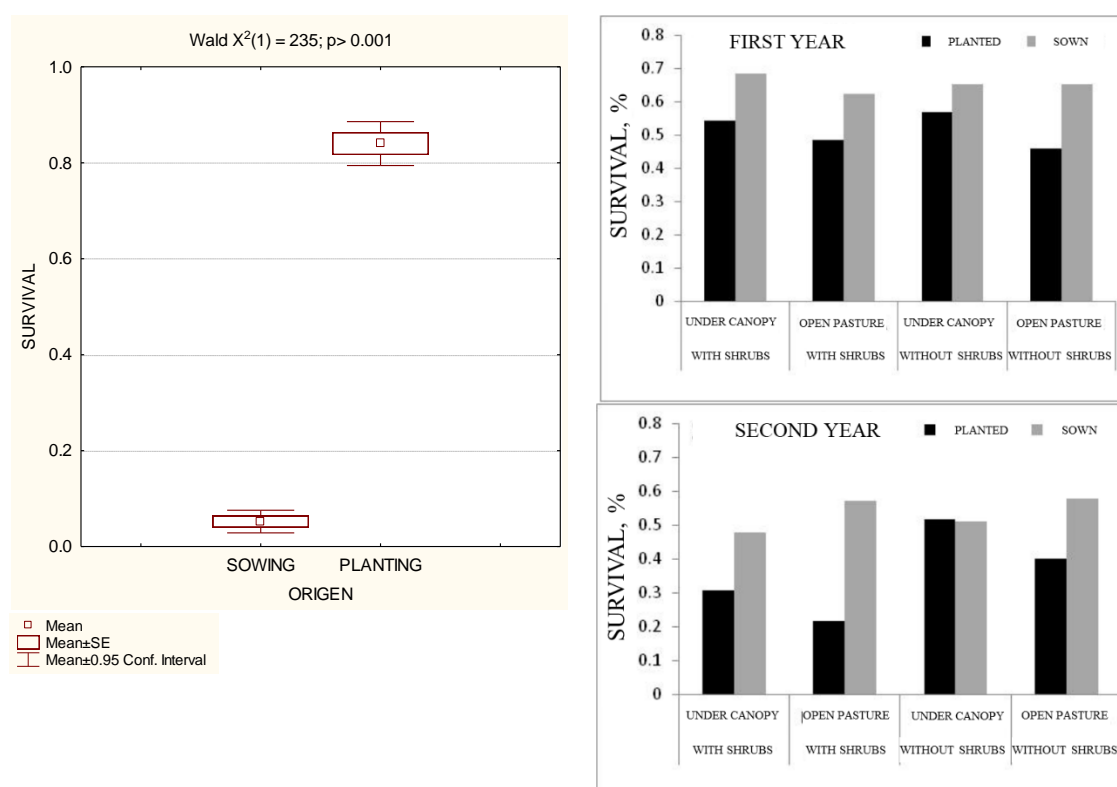 Wald X²(1) = 235; p> 0.001
1.0
0.8
0.6
0.4
0.2
0.0
SURVIVAL
SOWING PLANTING
ORIGEN
Mean
Mean±SE
Mean±0.95 Conf. Interval
FIRST YEAR PLANTED SOWN
0.8
0.7
0.6
0.5
0.4
0.3
0.2
0.1
0
SURVIVAL, %
UNDER CANOPY OPEN PASTURE UNDER CANOPY OPEN PASTURE
WITH SHRUBS WITH SHRUBS WITHOUT SHRUBS WITHOUT SHRUBS
SECOND YEAR PLANTED SOWN
0.8
0.7
0.6
0.5
0.4
0.3
0.2
0.1
0
SURVIVAL, %
UNDER CANOPY OPEN PASTURE UNDER CANOPY OPEN PASTURE
WITH SHRUBS WITH SHRUBS WITHOUT SHRUBS WITHOUT SHRUBS